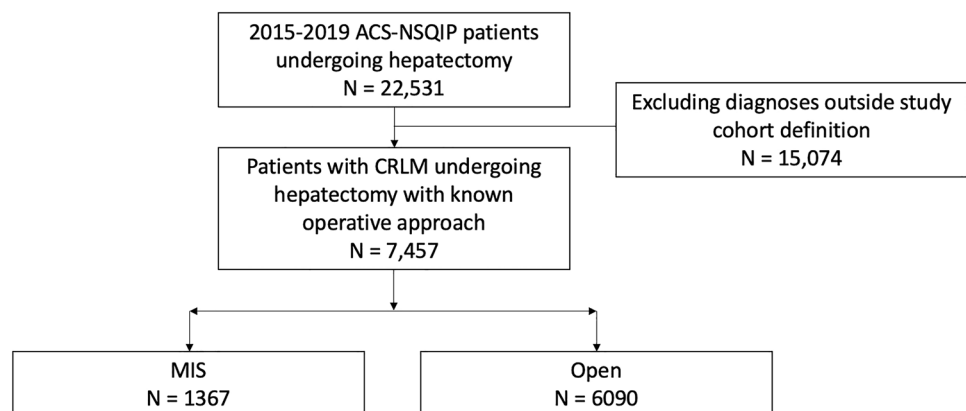 2015-2019 ACS-NSQIP patients
undergoing hepatectomy
N = 22,531
Excluding diagnoses outside study
cohort definition
N = 15,074
Patients with CRLM undergoing
hepatectomy with known
operative approach
N = 7,457
MIS
N = 1367
Open
N = 6090